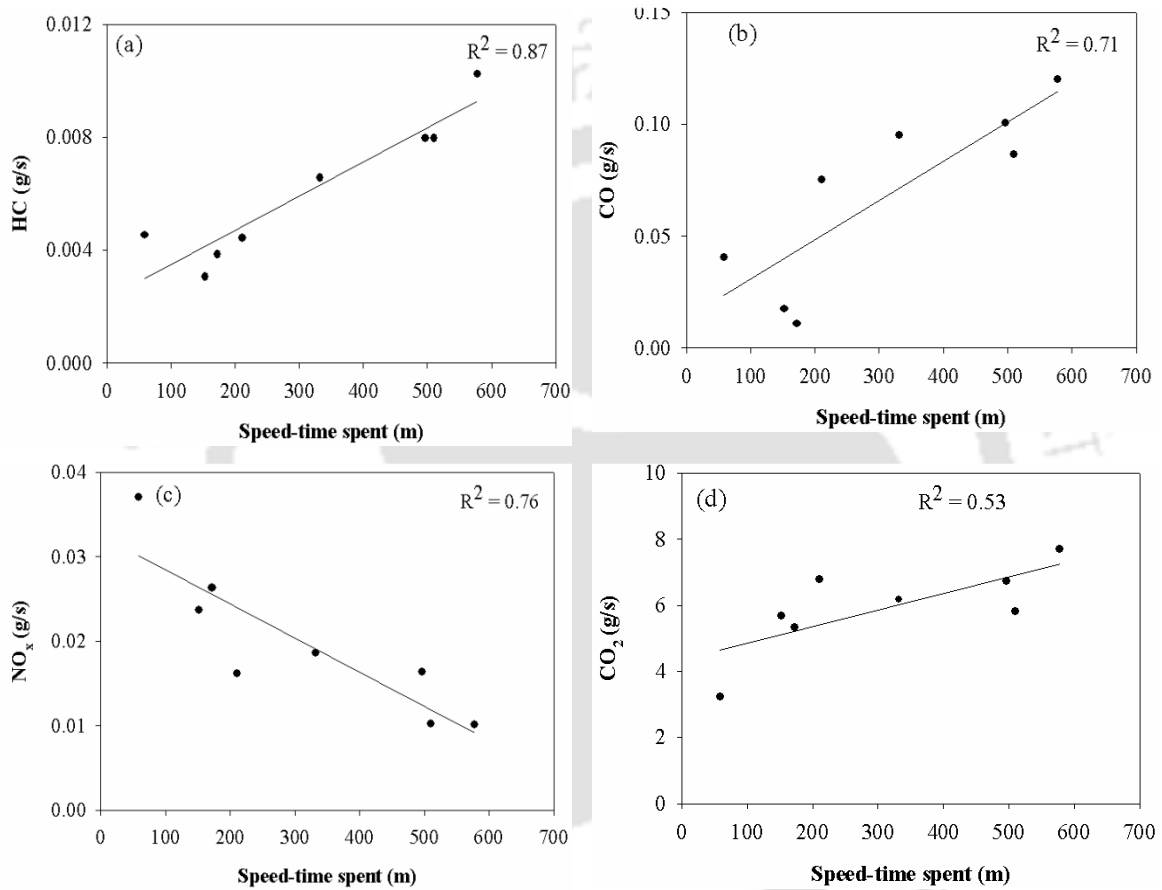 (a)
R² = 0.87
HC (g/s)
0.012
0.008
0.004
0.000
0 100 200 300 400 500 600 700
Speed-time spent (m)
(b)
R² = 0.71
CO (g/s)
0.15
0.10
0.05
0.00
0 100 200 300 400 500 600 700
Speed-time spent (m)
(c)
R² = 0.76
NOₓ (g/s)
0.04
0.03
0.02
0.01
0.00
0 100 200 300 400 500 600 700
Speed-time spent (m)
(d)
R² = 0.53
CO₂ (g/s)
10
8
6
4
2
0
0 100 200 300 400 500 600 700
Speed-time spent (m)